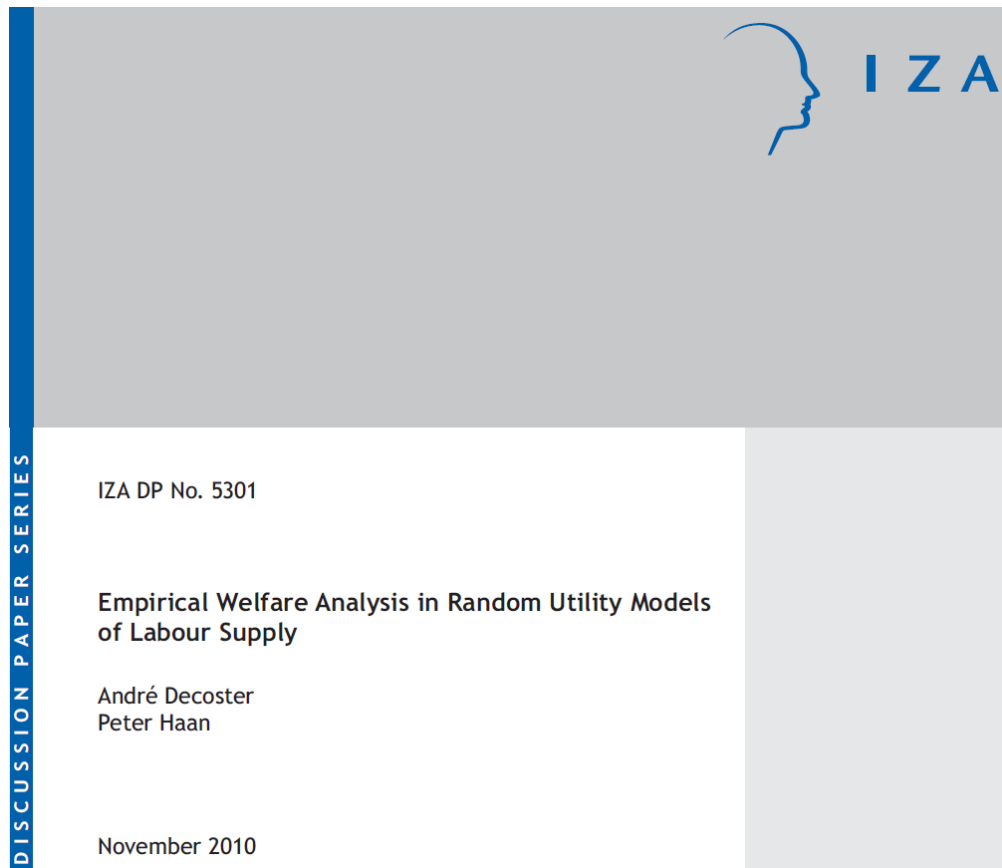 IZA
IZA DP No. 5301
Empirical Welfare Analysis in Random Utility Models
of Labour Supply
André Decoster
Peter Haan
November 2010
DISCUSSION PAPER SERIES